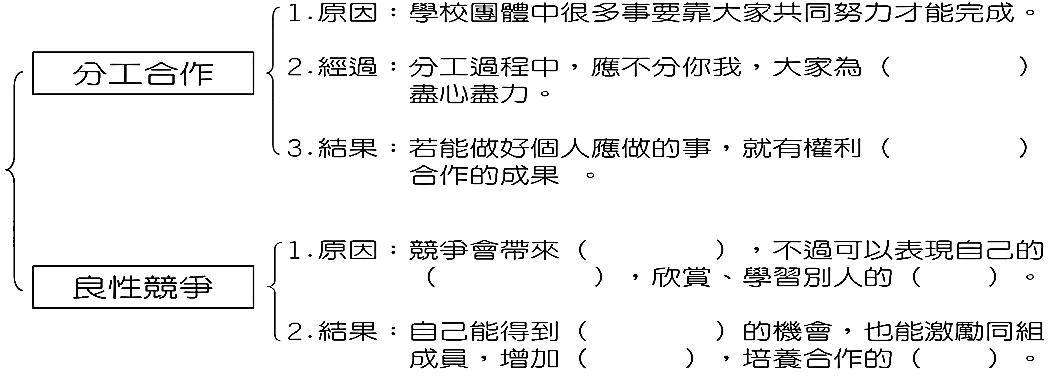 分工合作
1.原因：學校團體中很多事要靠大家共同努力才能完成。
2.經過：分工過程中，應不分你我，大家為（　　　　）
盡心盡力。
3.結果：若能做好個人應做的事，就有權利（　　　　）
合作的成果 。
良性競爭
1.原因：競爭會帶來（　　　　），不過可以表現自己的
（　　　　　），欣賞、學習別人的（　　）。
2.結果：自己能得到（　　　　）的機會，也能激勵同組
成員，增加（　　　），培養合作的（　　）。